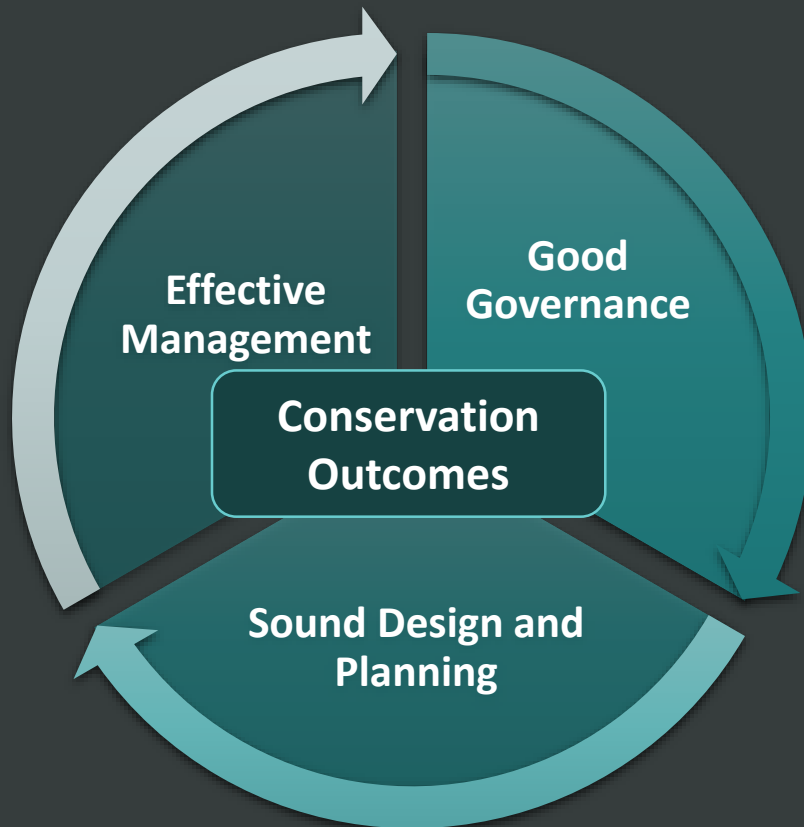 Effective
Management
Good
Governance
Conservation
Outcomes
Sound Design and
Planning